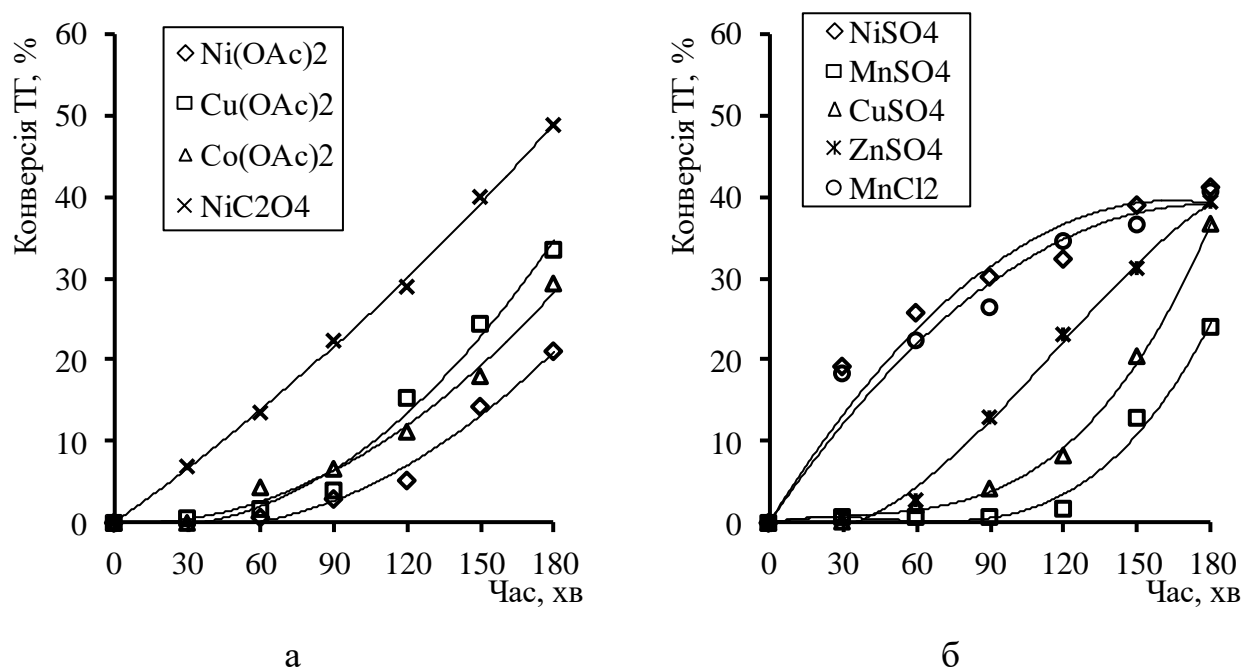 Конверсія ТГ, %
60
50
40
30
20
10
0
Ni(OAc)2
Cu(OAc)2
Co(OAc)2
NiC2O4
0 30 60 90 120 150 180
Час, хв
а
Конверсія ТГ, %
60
50
40
30
20
10
0
NiSO4
MnSO4
CuSO4
ZnSO4
MnCl2
0 30 60 90 120 150 180
Час, хв
б